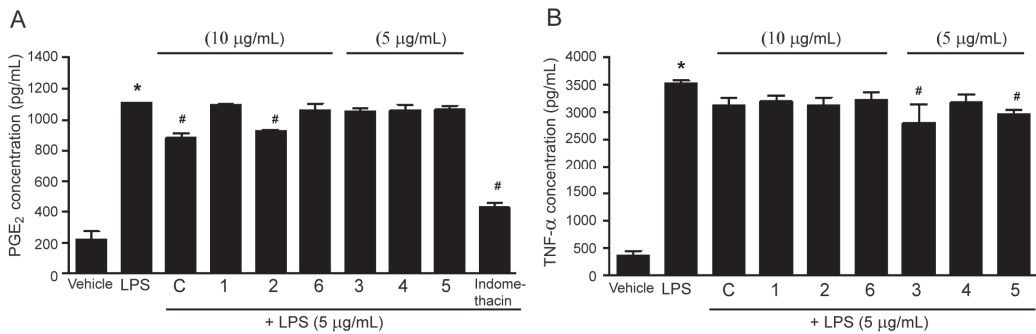 A
(10 µg/mL)
(5 µg/mL)
PGE2 concentration (pg/mL)
1400
1200
1000
800
600
400
200
0
*
#
#
#
Vehicle LPS C 1 2 6 3 4 5 Indome-
thacin
+ LPS (5 µg/mL)
B
(10 µg/mL)
(5 µg/mL)
TNF-α concentration (pg/mL)
4000
3500
3000
2500
2000
1500
1000
500
0
*
#
#
Vehicle LPS C 1 2 6 3 4 5
+ LPS (5 µg/mL)